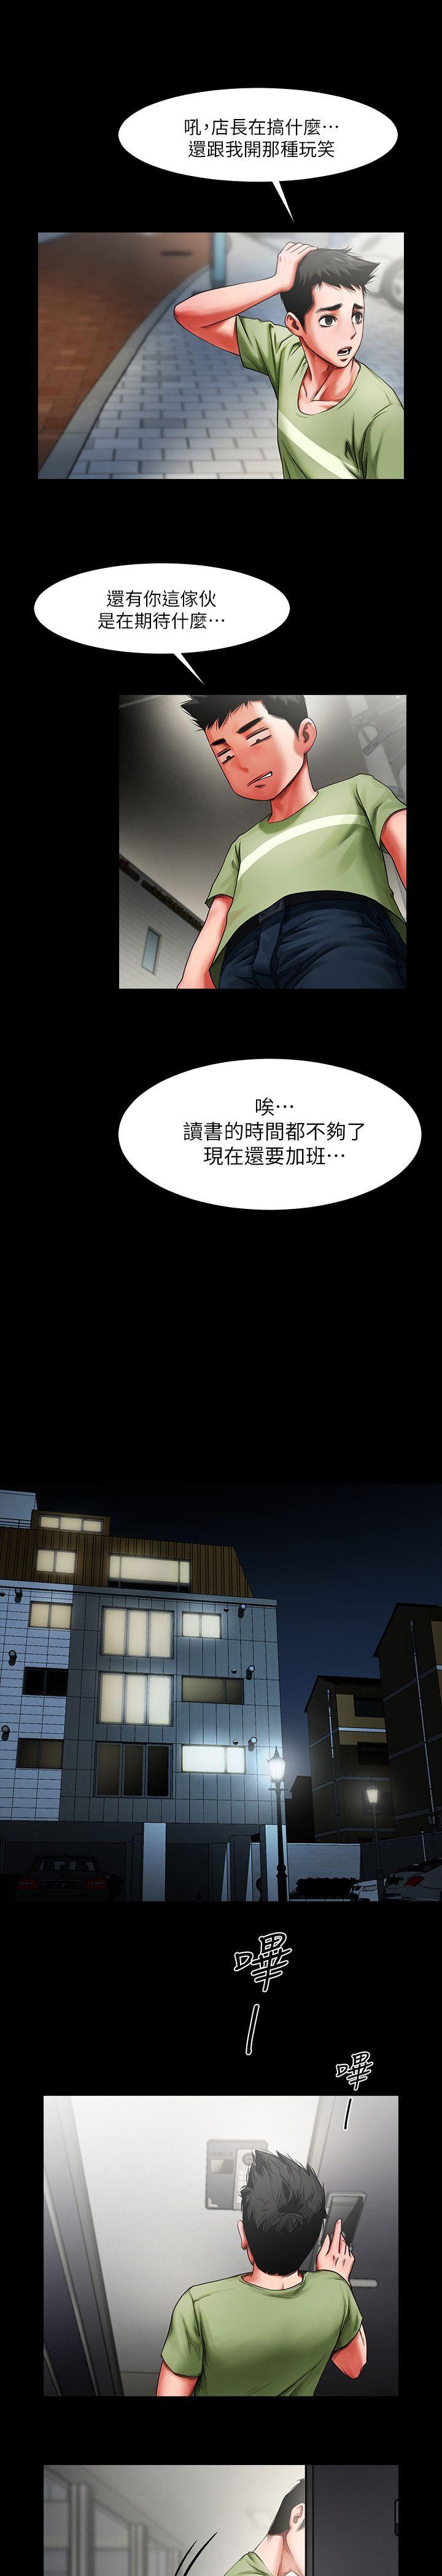 吼，店長在搞什麼⋯
還跟我開那種玩笑
還有你這傢伙
是在期待什麼⋯
唉⋯
讀書的時間都不夠了
現在還要加班⋯
嗶
嗶